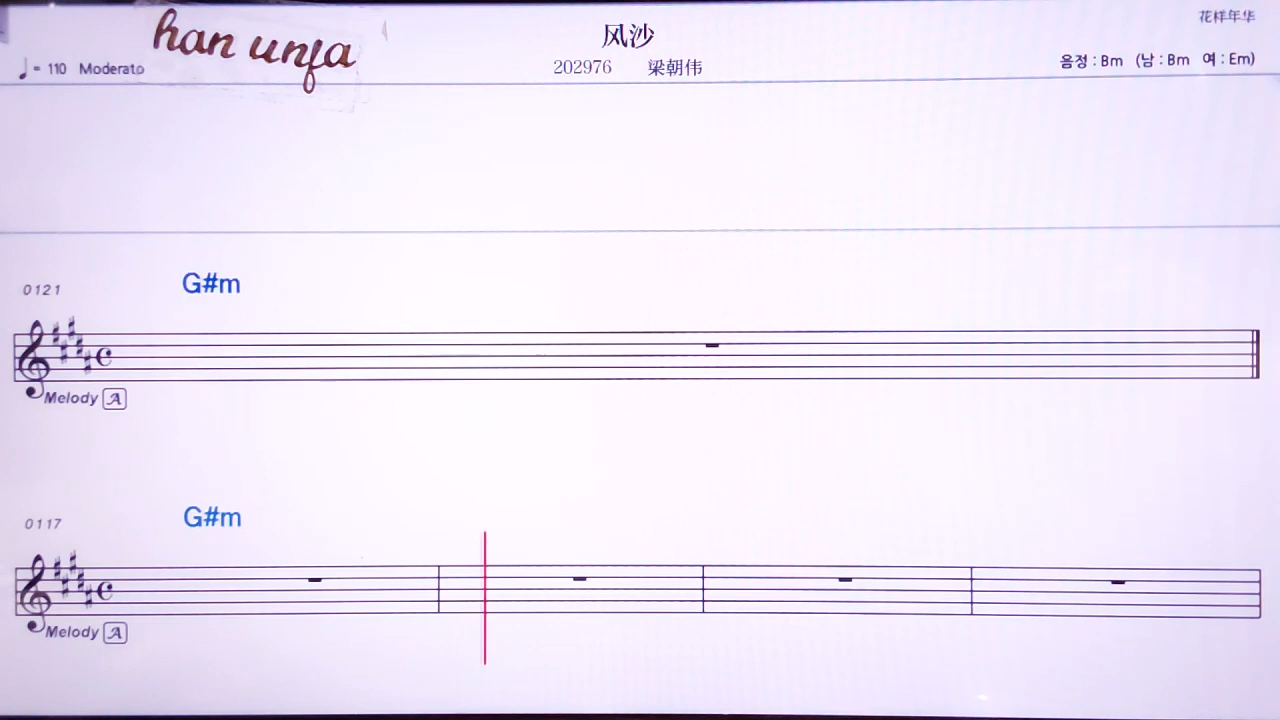 han unfa
风沙
花样年华
♩= 110 Moderato
202976 梁朝伟
음정 : Bm (남 : Bm 여 : Em)
0121 G#m
Melody A
0117 G#m
Melody A